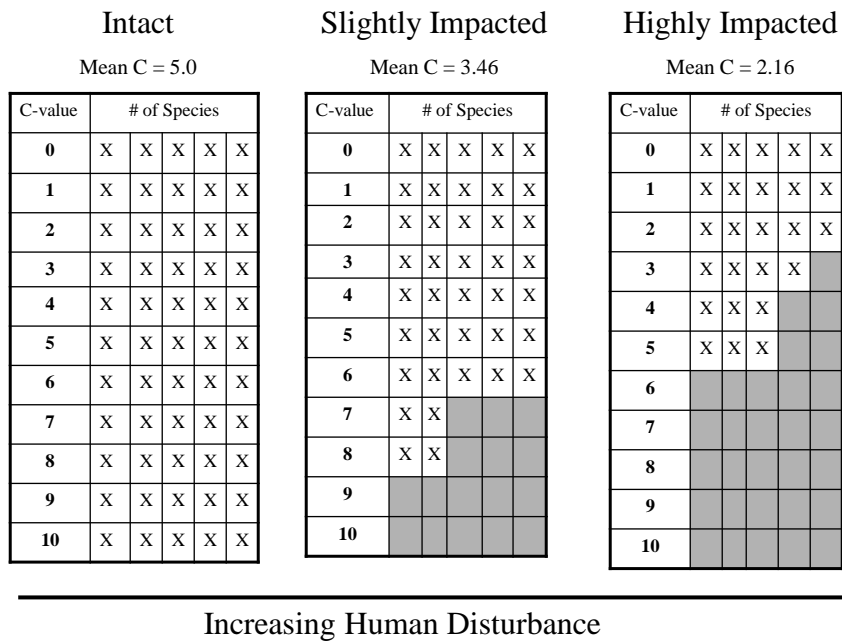 Intact Slightly Impacted Highly Impacted
Mean C = 5.0 Mean C = 3.46 Mean C = 2.16
C-value # of Species C-value # of Species C-value # of Species
0 X X X X X 0 X X X X X 0 X X X X X
1 X X X X X 1 X X X X X 1 X X X X X
2 X X X X X 2 X X X X X 2 X X X X X
3 X X X X X 3 X X X X X 3 X X X X
4 X X X X X 4 X X X X X 4 X X X
5 X X X X X 5 X X X X X 5 X X X
6 X X X X X 6 X X X X X 6
7 X X X X X 7 X X 7
8 X X X X X 8 X X 8
9 X X X X X 9 9
10 X X X X X 10 10
Increasing Human Disturbance